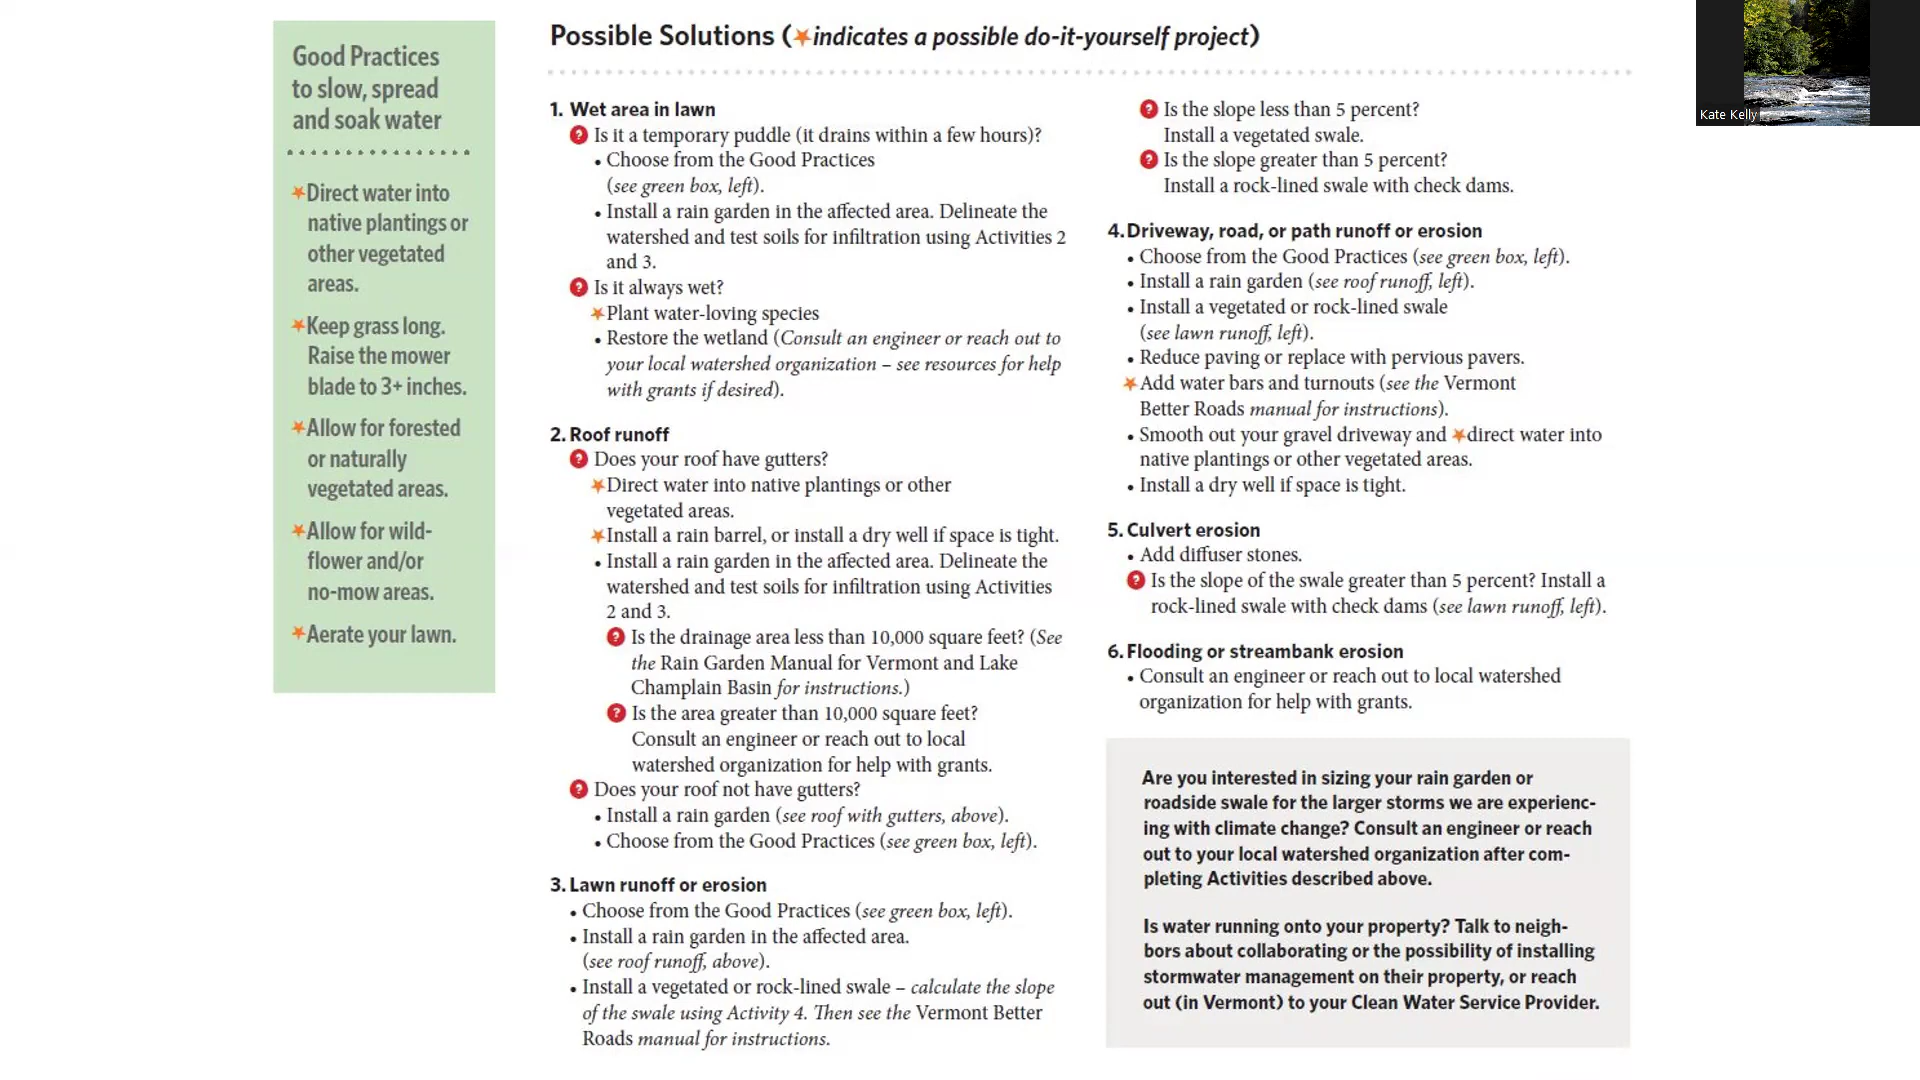 Good Practices
to slow, spread
and soak water
Direct water into
native plantings or
other vegetated
areas.
Keep grass long.
Raise the mower
blade to 3+ inches.
Allow for forested
or naturally
vegetated areas.
Allow for wild-
flower and/or
no-mow areas.
Aerate your lawn.
Possible Solutions (★indicates a possible do-it-yourself project)
1. Wet area in lawn
? Is it a temporary puddle (it drains within a few hours)?
• Choose from the Good Practices
(see green box, left).
• Install a rain garden in the affected area. Delineate the
watershed and test soils for infiltration using Activities 2
and 3.
? Is it always wet?
★Plant water-loving species
• Restore the wetland (Consult an engineer or reach out to
your local watershed organization – see resources for help
with grants if desired).
2. Roof runoff
? Does your roof have gutters?
★Direct water into native plantings or other
vegetated areas.
★Install a rain barrel, or install a dry well if space is tight.
• Install a rain garden in the affected area. Delineate the
watershed and test soils for infiltration using Activities
2 and 3.
? Is the drainage area less than 10,000 square feet? (See
the Rain Garden Manual for Vermont and Lake
Champlain Basin for instructions.)
? Is the area greater than 10,000 square feet?
Consult an engineer or reach out to local
watershed organization for help with grants.
? Does your roof not have gutters?
• Install a rain garden (see roof with gutters, above).
• Choose from the Good Practices (see green box, left).
3. Lawn runoff or erosion
• Choose from the Good Practices (see green box, left).
• Install a rain garden in the affected area.
(see roof runoff, above).
• Install a vegetated or rock-lined swale – calculate the slope
of the swale using Activity 4. Then see the Vermont Better
Roads manual for instructions.
? Is the slope less than 5 percent?
Install a vegetated swale.
? Is the slope greater than 5 percent?
Install a rock-lined swale with check dams.
4. Driveway, road, or path runoff or erosion
• Choose from the Good Practices (see green box, left).
• Install a rain garden (see roof runoff, left).
• Install a vegetated or rock-lined swale
(see lawn runoff, left).
• Reduce paving or replace with pervious pavers.
★Add water bars and turnouts (see the Vermont
Better Roads manual for instructions).
• Smooth out your gravel driveway and ★direct water into
native plantings or other vegetated areas.
• Install a dry well if space is tight.
5. Culvert erosion
• Add diffuser stones.
? Is the slope of the swale greater than 5 percent? Install a
rock-lined swale with check dams (see lawn runoff, left).
6. Flooding or streambank erosion
• Consult an engineer or reach out to local watershed
organization for help with grants.
Are you interested in sizing your rain garden or
roadside swale for the larger storms we are experienc-
ing with climate change? Consult an engineer or reach
out to your local watershed organization after com-
pleting Activities described above.
Is water running onto your property? Talk to neigh-
bors about collaborating or the possibility of installing
stormwater management on their property, or reach
out (in Vermont) to your Clean Water Service Provider.
Kate Kelly